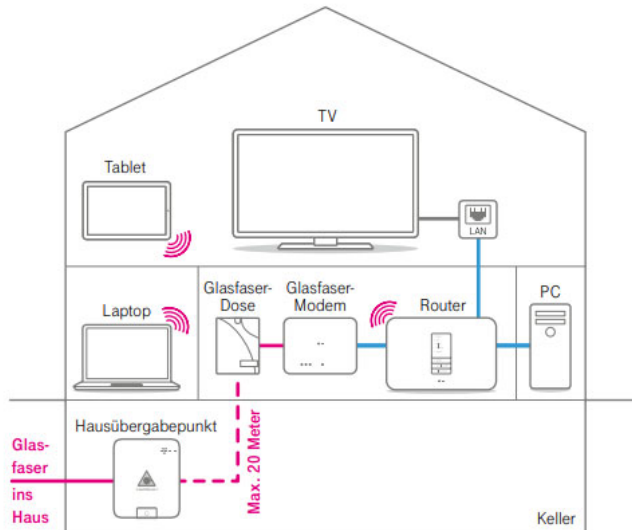 TV
Tablet
LAN
Glasfaser-
Dose
Glasfaser-
Modem
Router
PC
Laptop
Hausübergabepunkt
Glas-
faser
ins
Haus
Max. 20 Meter
Keller